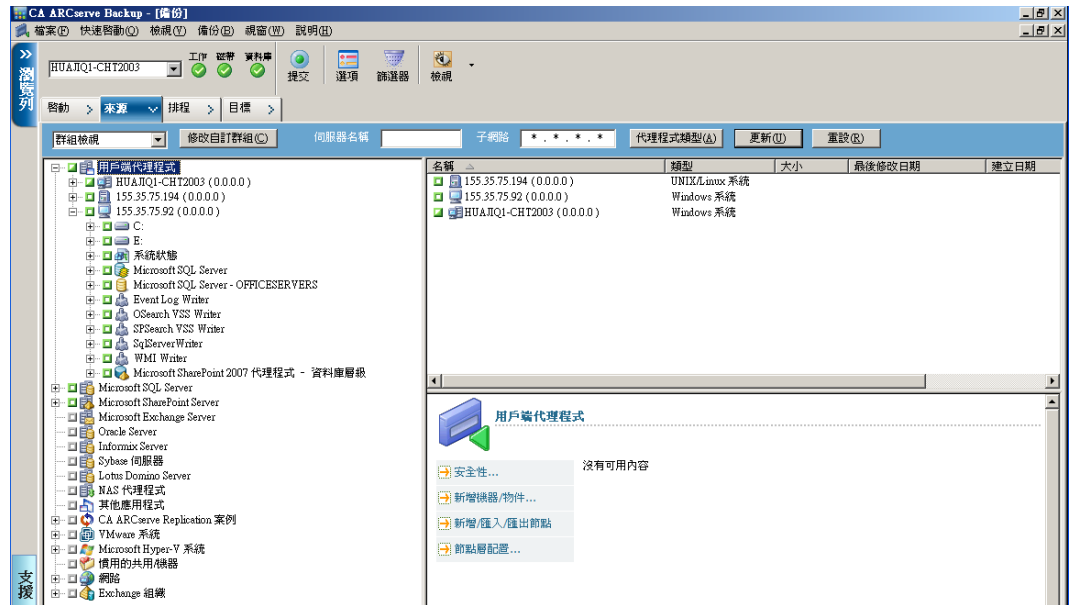 CA ARCserve Backup - [備份]
檔案(F) 快速啓動(Q) 檢視(Y) 備份(B) 視窗(W) 説明(H)
»
瀏覽列
HUAJIQ1-CHT2003 工作 磁帶 資料庫 提交 選項 篩選器 檢視
啓動 > 來源 排程 > 目標 >
群組檢視 修改自訂群組(C) 伺服器名稱 子網路 * . * . * . * 代理程式類型(A) 更新(U) 重設(R)
用戶端代理程式
HUAJIQ1-CHT2003 (0.0.0.0 )
155.35.75.194 ( 0.0.0.0 )
155.35.75.92 ( 0.0.0.0 )
C:
E:
系統狀態
Microsoft SQL Server
Microsoft SQL Server - OFFICESERVERS
Event Log Writer
OSearch VSS Writer
SPSearch VSS Writer
SqlServerWriter
WMI Writer
Microsoft SharePoint 2007 代理程式 - 資料庫層級
Microsoft SQL Server
Microsoft SharePoint Server
Microsoft Exchange Server
Oracle Server
Informix Server
Sybase 伺服器
Lotus Domino Server
NAS 代理程式
其他應用程式
CA ARCserve Replication 案例
VMware 系統
Microsoft Hyper-V 系統
慣用的共用/機器
網路
Exchange 組織
名稱 類型 大小 最後修改日期 建立日期
155.35.75.194 ( 0.0.0.0 ) UNIX/Linux 系統
155.35.75.92 ( 0.0.0.0 ) Windows 系統
HUAJIQ1-CHT2003 ( 0.0.0.0 ) Windows 系統
用戶端代理程式
安全性...
新增機器/物件...
新增/匯入/匯出節點
節點層配置...
沒有可用內容
支援